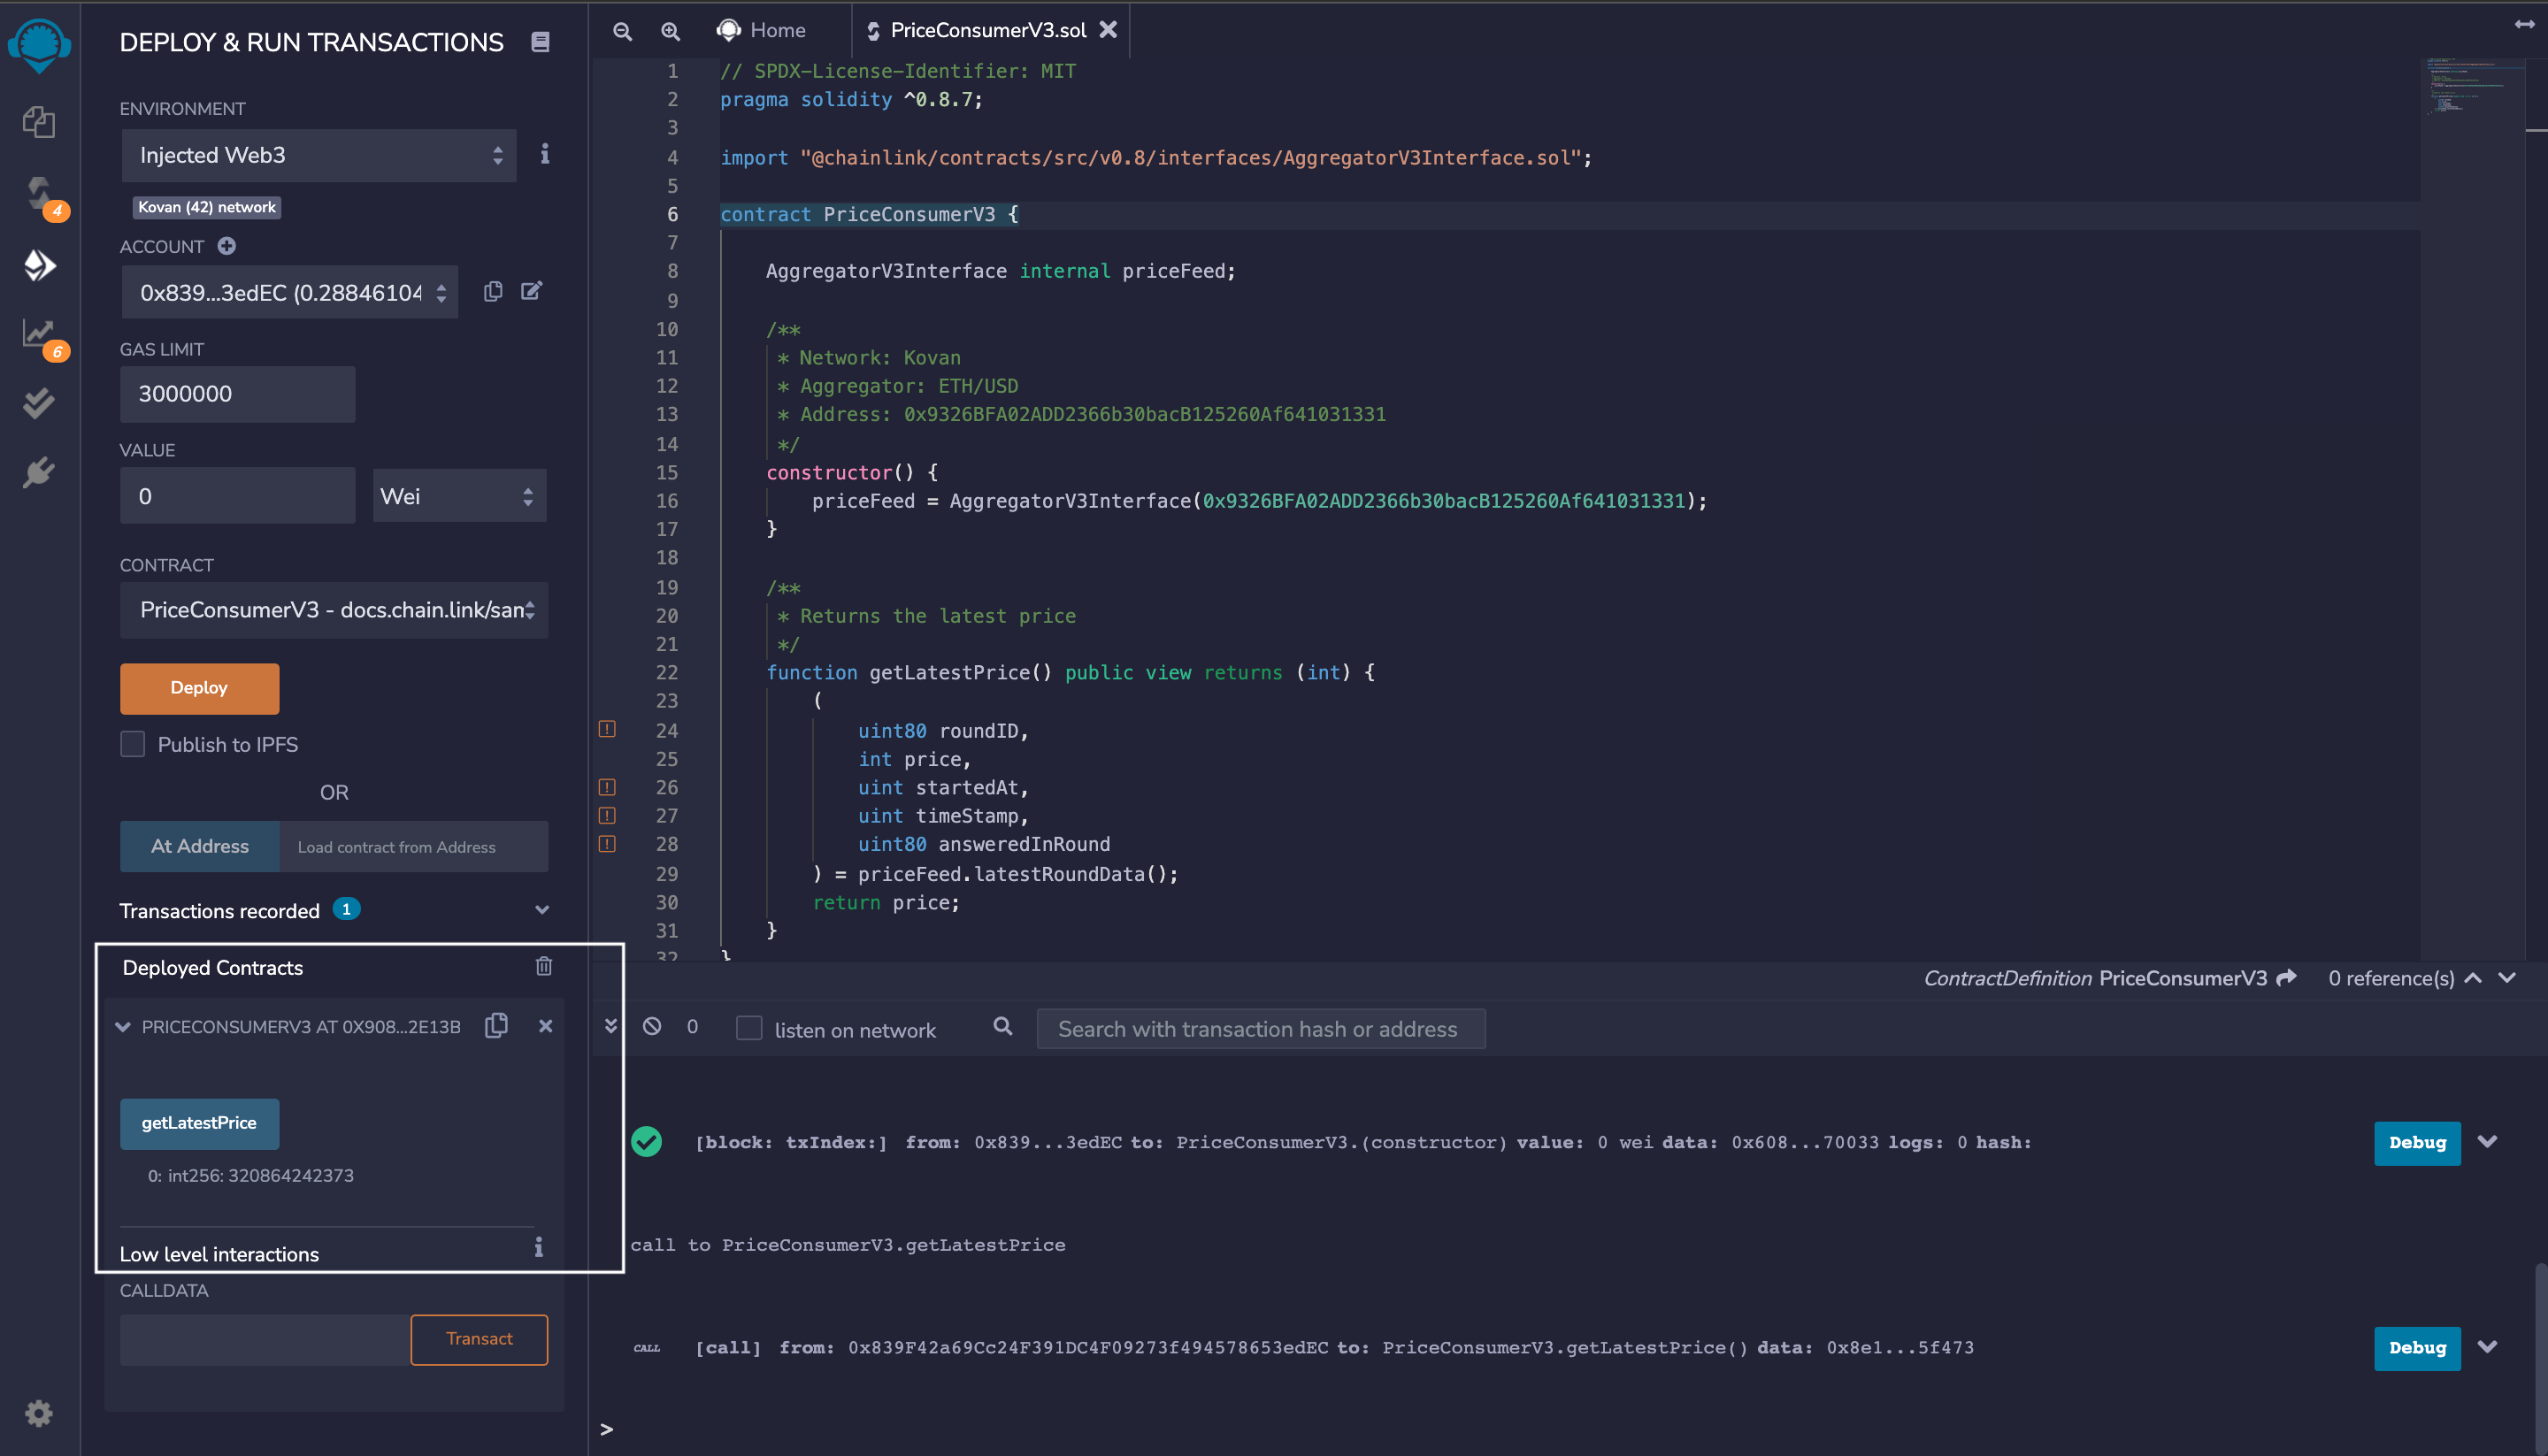 DEPLOY & RUN TRANSACTIONS
ENVIRONMENT
Injected Web3
Kovan (42) network
ACCOUNT
0x839...3edEC (0.28846104
GAS LIMIT
3000000
VALUE
0
Wei
CONTRACT
PriceConsumerV3 - docs.chain.link/san
Deploy
Publish to IPFS
OR
At Address
Load contract from Address
Transactions recorded 1
Deployed Contracts
PRICECONSUMERV3 AT 0X908...2E13B
getLatestPrice
0: int256: 320864242373
Low level interactions
CALLDATA
Transact
4
6
Home
PriceConsumerV3.sol
1 // SPDX-License-Identifier: MIT
2 pragma solidity ^0.8.7;
3
4 import "@chainlink/contracts/src/v0.8/interfaces/AggregatorV3Interface.sol";
5
6 contract PriceConsumerV3 {
7
8 AggregatorV3Interface internal priceFeed;
9
10 /**
11 * Network: Kovan
12 * Aggregator: ETH/USD
13 * Address: 0x9326BFA02ADD2366b30bacB125260Af641031331
14 */
15 constructor() {
16 priceFeed = AggregatorV3Interface(0x9326BFA02ADD2366b30bacB125260Af641031331);
17 }
18
19 /**
20 * Returns the latest price
21 */
22 function getLatestPrice() public view returns (int) {
23 (
24 uint80 roundID,
25 int price,
26 uint startedAt,
27 uint timeStamp,
28 uint80 answeredInRound
29 ) = priceFeed.latestRoundData();
30 return price;
31 }
32 }
ContractDefinition PriceConsumerV3 0 reference(s)
0
listen on network
Search with transaction hash or address
[block: txIndex:] from: 0x839...3edEC to: PriceConsumerV3.(constructor) value: 0 wei data: 0x608...70033 logs: 0 hash:
Debug
call to PriceConsumerV3.getLatestPrice
CALL [call] from: 0x839F42a69Cc24F391DC4F09273f494578653edEC to: PriceConsumerV3.getLatestPrice() data: 0x8e1...5f473
Debug
>